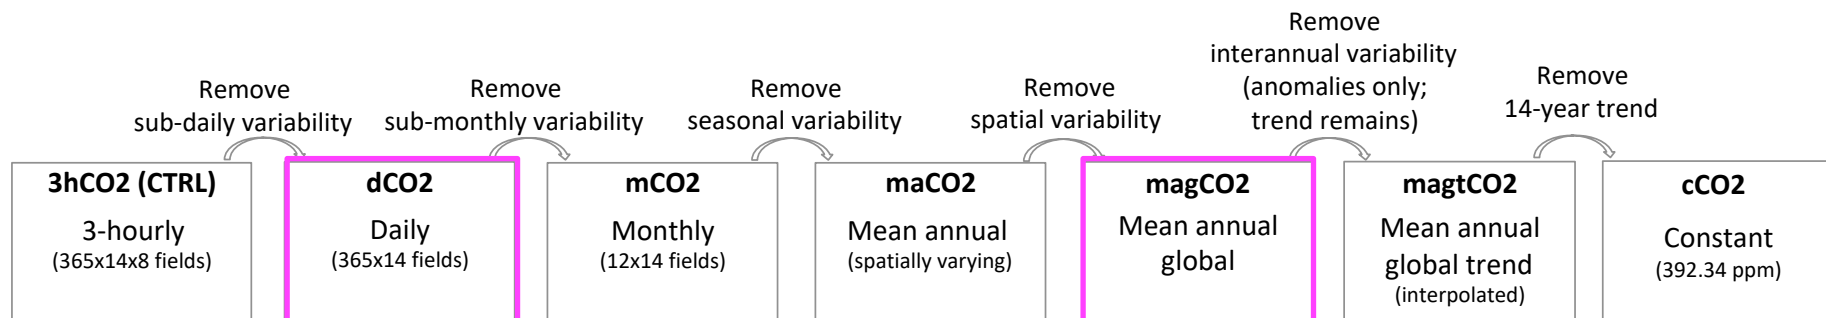 Remove
sub-daily variability
Remove
sub-monthly variability
Remove
seasonal variability
Remove
spatial variability
Remove
interannual variability
(anomalies only;
trend remains)
Remove
14-year trend
3hCO2 (CTRL)
3-hourly
(365x14x8 fields)
dCO2
Daily
(365x14 fields)
mCO2
Monthly
(12x14 fields)
maCO2
Mean annual
(spatially varying)
magCO2
Mean annual
global
magtCO2
Mean annual
global trend
(interpolated)
cCO2
Constant
(392.34 ppm)